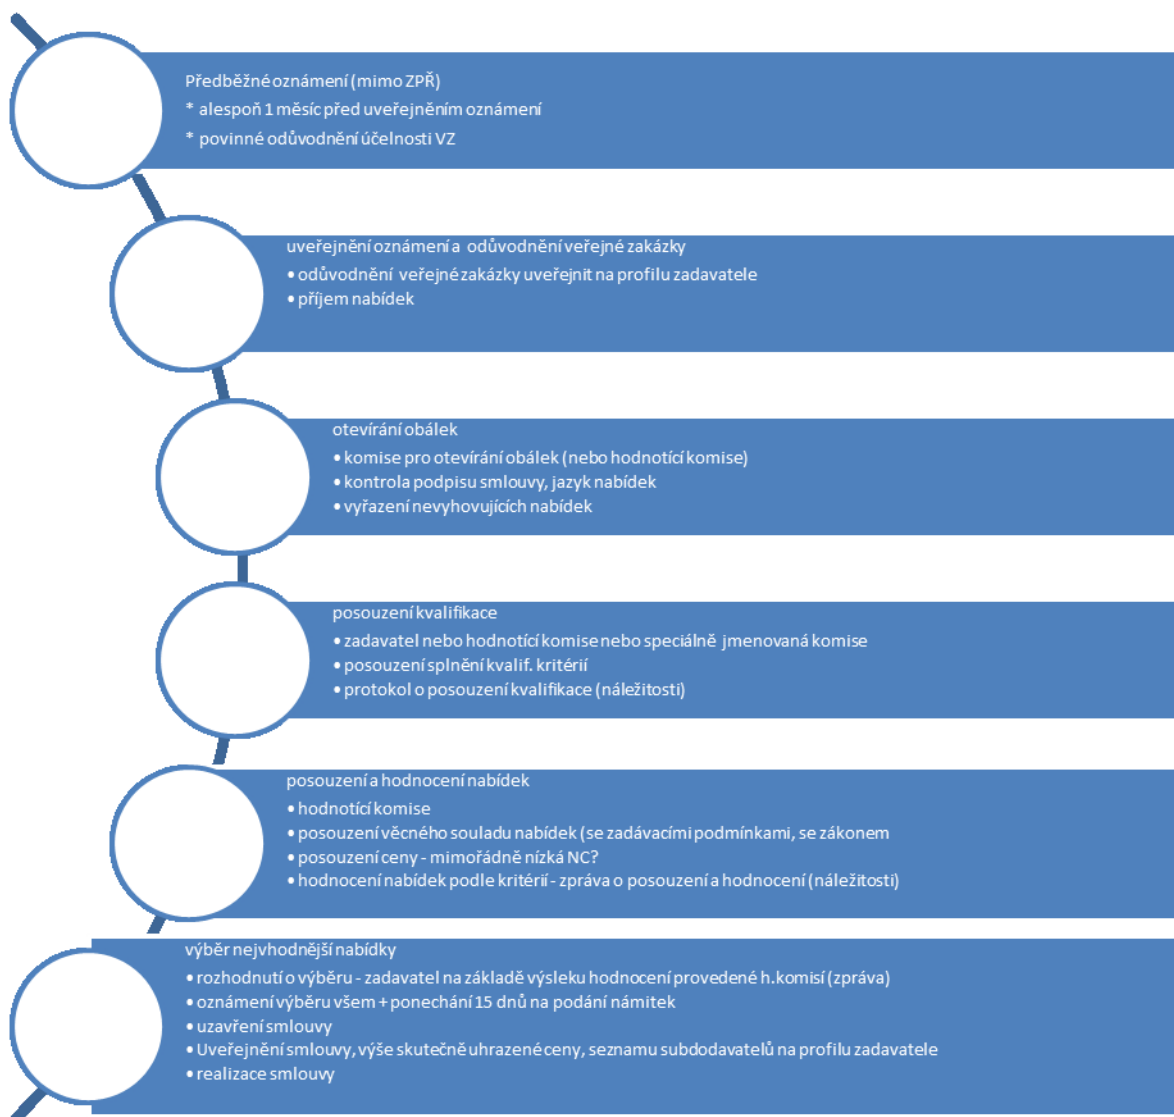 Předběžné oznámení (mimo ZPŘ)
* alespoň 1 měsíc před uveřejněním oznámení
* povinné odůvodnění účelnosti VZ
uveřejnění oznámení a odůvodnění veřejné zakázky
• odůvodnění veřejné zakázky uveřejnit na profilu zadavatele
• příjem nabídek
otevírání obálek
• komise pro otevírání obálek (nebo hodnotící komise)
• kontrola podpisu smlouvy, jazyk nabídek
• vyřazení nevyhovujících nabídek
posouzení kvalifikace
• zadavatel nebo hodnotící komise nebo speciálně jmenovaná komise
• posouzení splnění kvalif. kritérií
• protokol o posouzení kvalifikace (náležitosti)
posouzení a hodnocení nabídek
• hodnotící komise
• posouzení věcného souladu nabídek (se zadávacími podmínkami, se zákonem
• posouzení ceny - mimořádně nízká NC?
• hodnocení nabídek podle kritérií - zpráva o posouzení a hodnocení (náležitosti)
výběr nejvhodnější nabídky
• rozhodnutí o výběru - zadavatel na základě výsleku hodnocení provedené h.komisí (zpráva)
• oznámení výběru všem + ponechání 15 dnů na podání námitek
• uzavření smlouvy
• Uveřejnění smlouvy, výše skutečně uhrazené ceny, seznamu subdodavatelů na profilu zadavatele
• realizace smlouvy